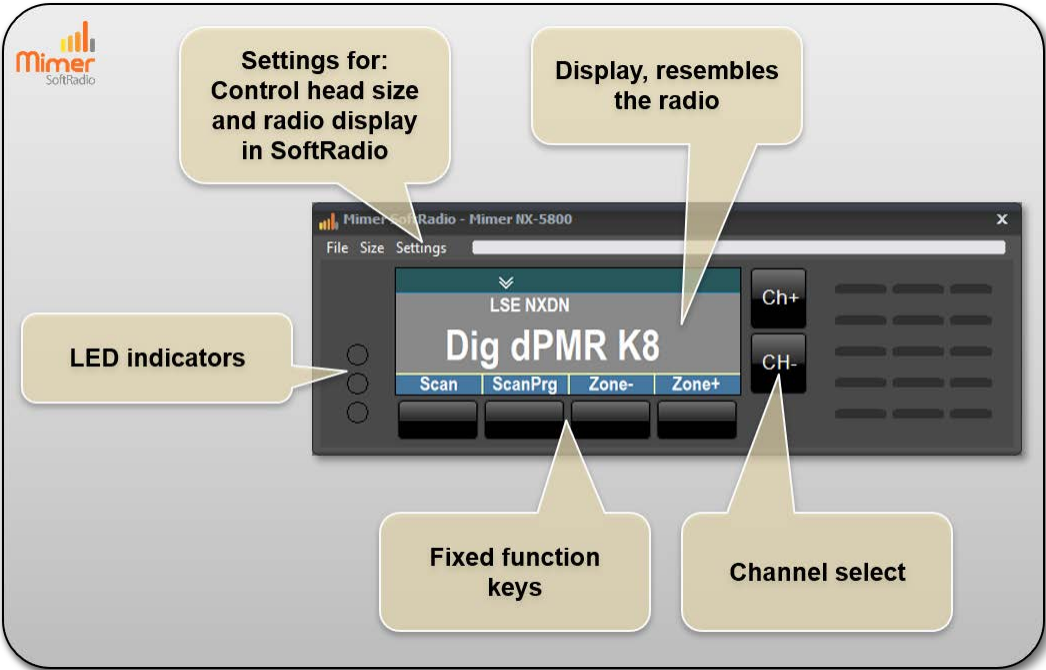 Mimer
SoftRadio
Settings for:
Control head size
and radio display
in SoftRadio
Display, resembles
the radio
Mimer SoftRadio - Mimer NX-5800
x
File Size Settings
LSE NXDN
Dig dPMR K8
Scan ScanPrg Zone- Zone+
Ch+
CH-
LED indicators
Fixed function
keys
Channel select